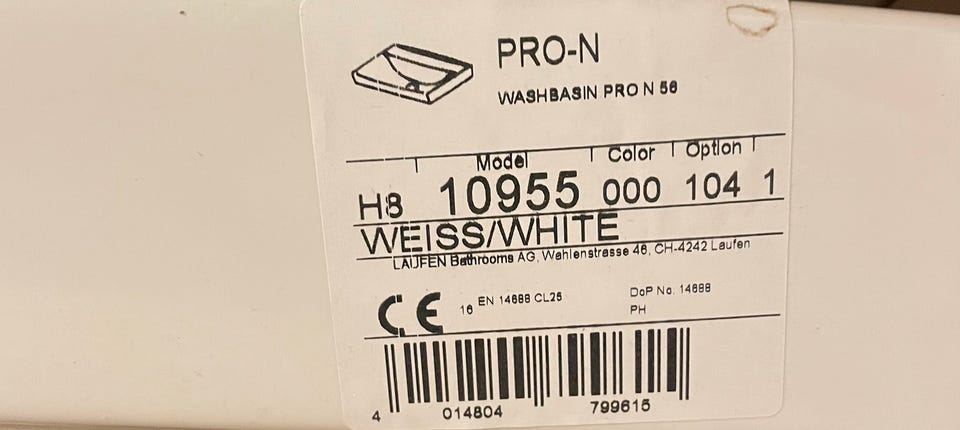 PRO-N
WASHBASIN PRO N 56
Model Color Option
H8 10955 000 104 1
WEISS/WHITE
LAUFEN Bathrooms AG, Wahlenstrasse 46, CH-4242 Laufen
CE 16 EN 14688 CL25 DoP No. 14688
PH
4 014804 799615